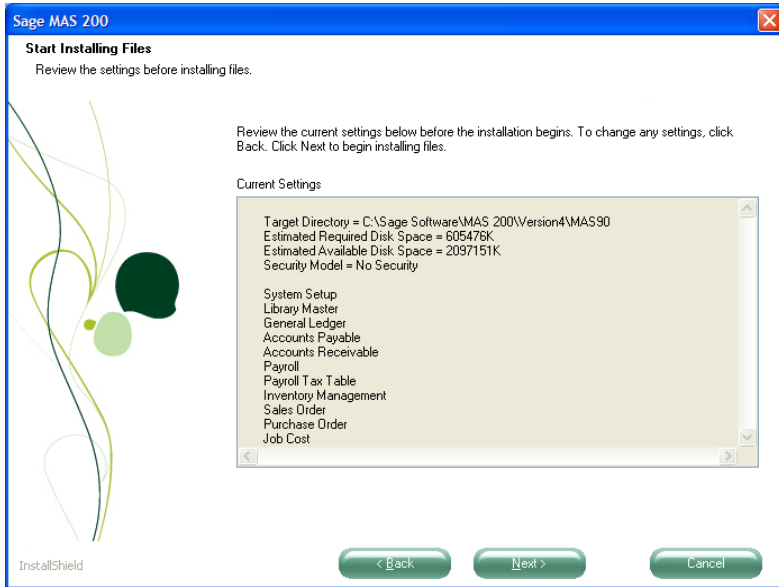 Sage MAS 200
Start Installing Files
Review the settings before installing files.
Review the current settings below before the installation begins. To change any settings, click
Back. Click Next to begin installing files.
Current Settings
Target Directory = C:\Sage Software\MAS 200\Version4\MAS90
Estimated Required Disk Space = 605476K
Estimated Available Disk Space = 2097151K
Security Model = No Security
System Setup
Library Master
General Ledger
Accounts Payable
Accounts Receivable
Payroll
Payroll Tax Table
Inventory Management
Sales Order
Purchase Order
Job Cost
InstallShield
< Back
Next >
Cancel